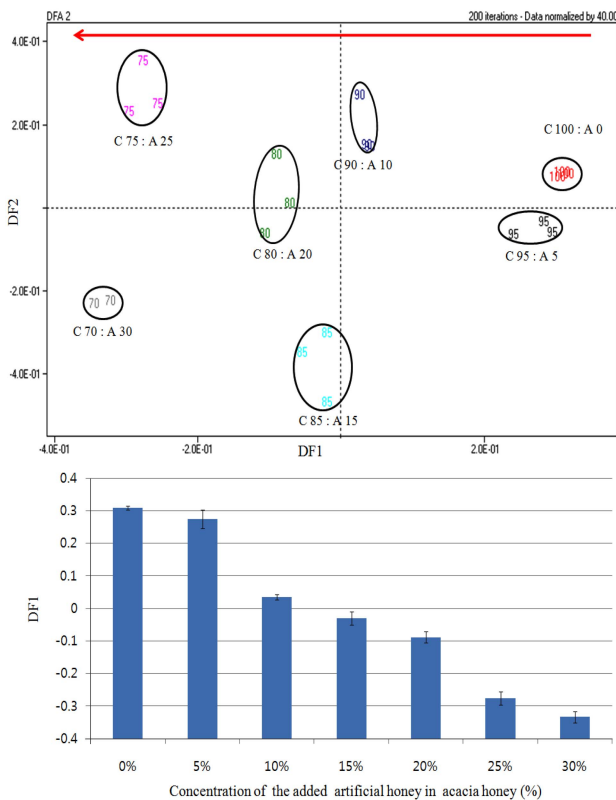 DFA 2 200 iterations - Data normalized by 40.00
4.0E-01
75
75 75
C 75 : A 25
90
90
C 90 : A 10
C 100 : A 0
100
C 95 : A 5
95
95 95
2.0E-01
80
80
80
C 80 : A 20
DF2
-2.0E-01
70 70
C 70 : A 30
85
85
85
C 85 : A 15
-4.0E-01
-4.0E-01 -2.0E-01 2.0E-01
DF1
0.4
0.3
0.2
0.1
0
-0.1
-0.2
-0.3
-0.4
DF1
0% 5% 10% 15% 20% 25% 30%
Concentration of the added artificial honey in acacia honey (%)